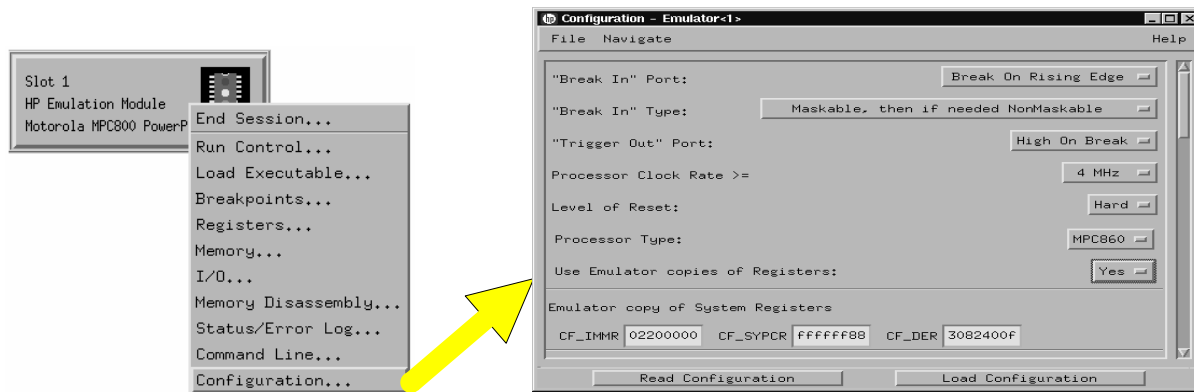 Slot 1
HP Emulation Module
Motorola MPC800 PowerP
End Session...
Run Control...
Load Executable...
Breakpoints...
Registers...
Memory...
I/O...
Memory Disassembly...
Status/Error Log...
Command Line...
Configuration...
hp Configuration - Emulator<1>
File Navigate Help
"Break In" Port: Break On Rising Edge
"Break In" Type: Maskable, then if needed NonMaskable
"Trigger Out" Port: High On Break
Processor Clock Rate >= 4 MHz
Level of Reset: Hard
Processor Type: MPC860
Use Emulator copies of Registers: Yes
Emulator copy of System Registers
CF_IMMR 02200000 CF_SYPCR ffffff88 CF_DER 3082400f
Read Configuration Load Configuration